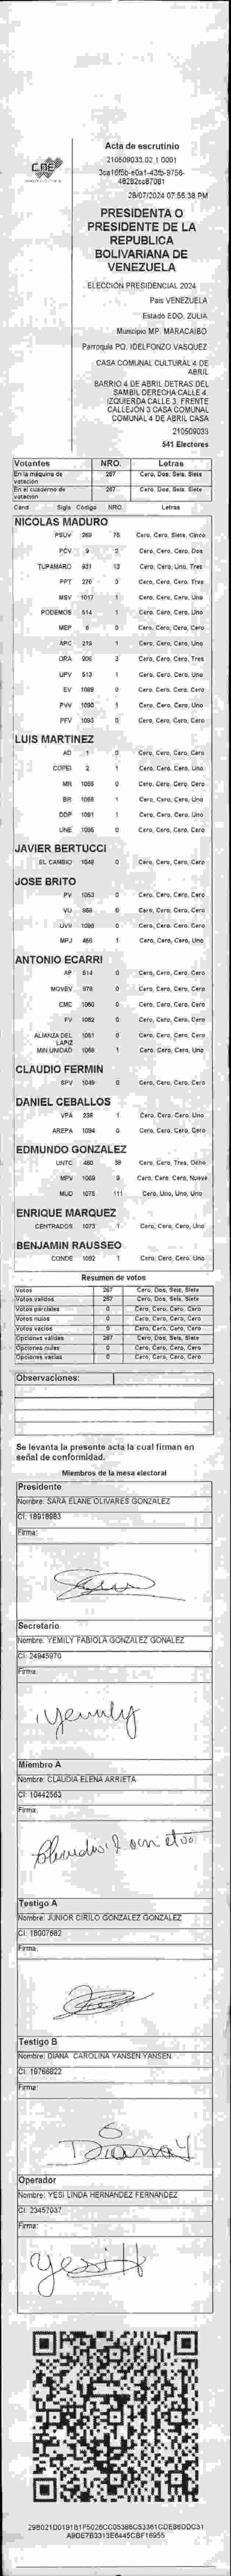 Acta de escrutinio
CNE
210509033.02.1.0001
28/07/2024 07:55:38 PM
PRESIDENTA O
PRESIDENTE DE LA
REPUBLICA
BOLIVARIANA DE
VENEZUELA
ELECCIÓN PRESIDENCIAL 2024
País VENEZUELA
Estado EDO. ZULIA
Municipio MP. MARACAIBO
Parroquia PQ. IDELFONZO VASQUEZ
CASA COMUNAL CULTURAL 4 DE
ABRIL
BARRIO 4 DE ABRIL DETRAS DEL
SAMBIL DERECHA CALLE 4.
IZQUIERDA CALLE 3. FRENTE
CALLEJÓN 3 CASA COMUNAL
COMUNAL 4 DE ABRIL CASA
210509033
541 Electores
Votantes NRO. Letras
En la máquina de votación 267 Cero, Dos, Seis, Siete
En el cuaderno de votación 267 Cero, Dos, Seis, Siete
Cand Sigla Código NRO. Letras
NICOLAS MADURO
PSUV 269 75 Cero, Cero, Siete, Cinco
PCV 9 2 Cero, Cero, Cero, Dos
TUPAMARO 931 13 Cero, Cero, Uno, Tres
PPT 276 3 Cero, Cero, Cero, Tres
MSV 1017 1 Cero, Cero, Cero, Uno
PODEMOS 514 1 Cero, Cero, Cero, Uno
MEP 6 0 Cero, Cero, Cero, Cero
APC 219 1 Cero, Cero, Cero, Uno
ORA 906 3 Cero, Cero, Cero, Tres
UPV 513 1 Cero, Cero, Cero, Uno
EV 1089 0 Cero, Cero, Cero, Cero
PVV 1090 1 Cero, Cero, Cero, Uno
PFV 1093 0 Cero, Cero, Cero, Cero
LUIS MARTINEZ
AD 1 0 Cero, Cero, Cero, Cero
COPEI 2 1 Cero, Cero, Cero, Uno
MR 1055 0 Cero, Cero, Cero, Cero
BR 1066 1 Cero, Cero, Cero, Uno
DDP 1091 1 Cero, Cero, Cero, Uno
UNE 1096 0 Cero, Cero, Cero, Cero
JAVIER BERTUCCI
EL CAMBIO 1048 0 Cero, Cero, Cero, Cero
JOSE BRITO
PV 1053 0 Cero, Cero, Cero, Cero
VU 868 0 Cero, Cero, Cero, Cero
UVV 1098 0 Cero, Cero, Cero, Cero
MPJ 456 1 Cero, Cero, Cero, Uno
ANTONIO ECARRI
AP 614 0 Cero, Cero, Cero, Cero
MOVEV 978 0 Cero, Cero, Cero, Cero
CMC 1060 0 Cero, Cero, Cero, Cero
FV 1062 0 Cero, Cero, Cero, Cero
ALIANZA DEL LAPIZ 1051 0 Cero, Cero, Cero, Cero
MIN UNIDAD 1086 1 Cero, Cero, Cero, Uno
CLAUDIO FERMIN
SPV 1049 0 Cero, Cero, Cero, Cero
DANIEL CEBALLOS
VPA 238 1 Cero, Cero, Cero, Uno
AREPA 1094 0 Cero, Cero, Cero, Cero
EDMUNDO GONZALEZ
UNTC 480 38 Cero, Cero, Tres, Ocho
MPV 1069 9 Cero, Cero, Cero, Nueve
MUD 1075 111 Cero, Uno, Uno, Uno
ENRIQUE MARQUEZ
CENTRADOS 1073 1 Cero, Cero, Cero, Uno
BENJAMIN RAUSSEO
CONDE 1092 1 Cero, Cero, Cero, Uno
Resumen de votos
Votos 267 Cero, Dos, Seis, Siete
Votos validos 267 Cero, Dos, Seis, Siete
Votos parciales 0 Cero, Cero, Cero, Cero
Votos nulos 0 Cero, Cero, Cero, Cero
Votos vacios 0 Cero, Cero, Cero, Cero
Opciones validas 267 Cero, Dos, Seis, Siete
Opciones nulas 0 Cero, Cero, Cero, Cero
Opciones vacías 0 Cero, Cero, Cero, Cero
Observaciones:
Se levanta la presente acta la cual firman en
señal de conformidad.
Miembros de la mesa electoral
Presidente
Nombre: SARA ELANE OLIVARES GONZALEZ
CI: 18918983
Firma:
Secretario
Nombre: YEMILY FABIOLA GONZALEZ GONALEZ
CI: 24945970
Firma:
Yemily
Miembro A
Nombre: CLAUDIA ELENA ARRIETA
CI: 10442563
Firma:
Testigo A
Nombre: JUNIOR CIRILO GONZALEZ GONZALEZ
CI: 18007682
Firma:
Testigo B
Nombre: DIANA CAROLINA YANSEN YANSEN
CI: 19766822
Firma:
Diana Y
Operador
Nombre: YESI LINDA HERNANDEZ FERNANDEZ
CI: 23457037
Firma:
Yesi H